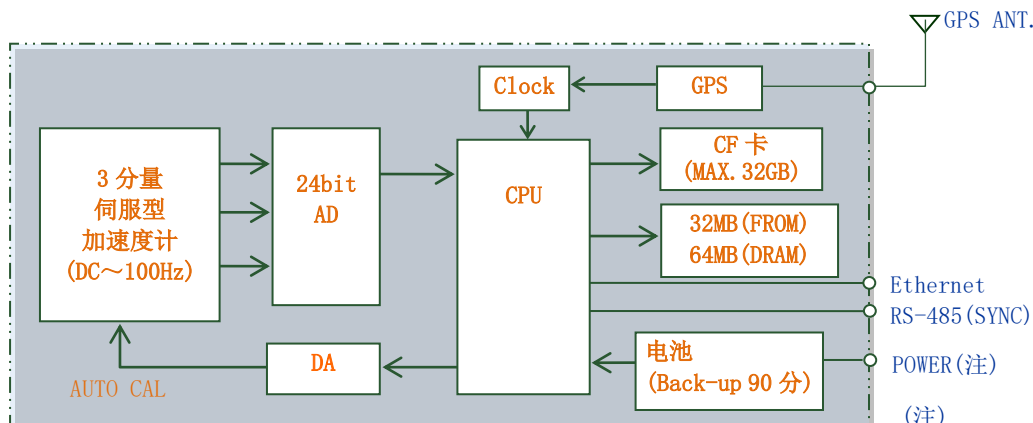 GPS ANT.
Clock
GPS
3 分量
伺服型
加速度计
(DC～100Hz)
24bit
AD
CPU
CF 卡
(MAX. 32GB)
32MB(FROM)
64MB(DRAM)
Ethernet
RS-485(SYNC)
电池
(Back-up 90 分)
POWER(注)
DA
AUTO CAL
(注)